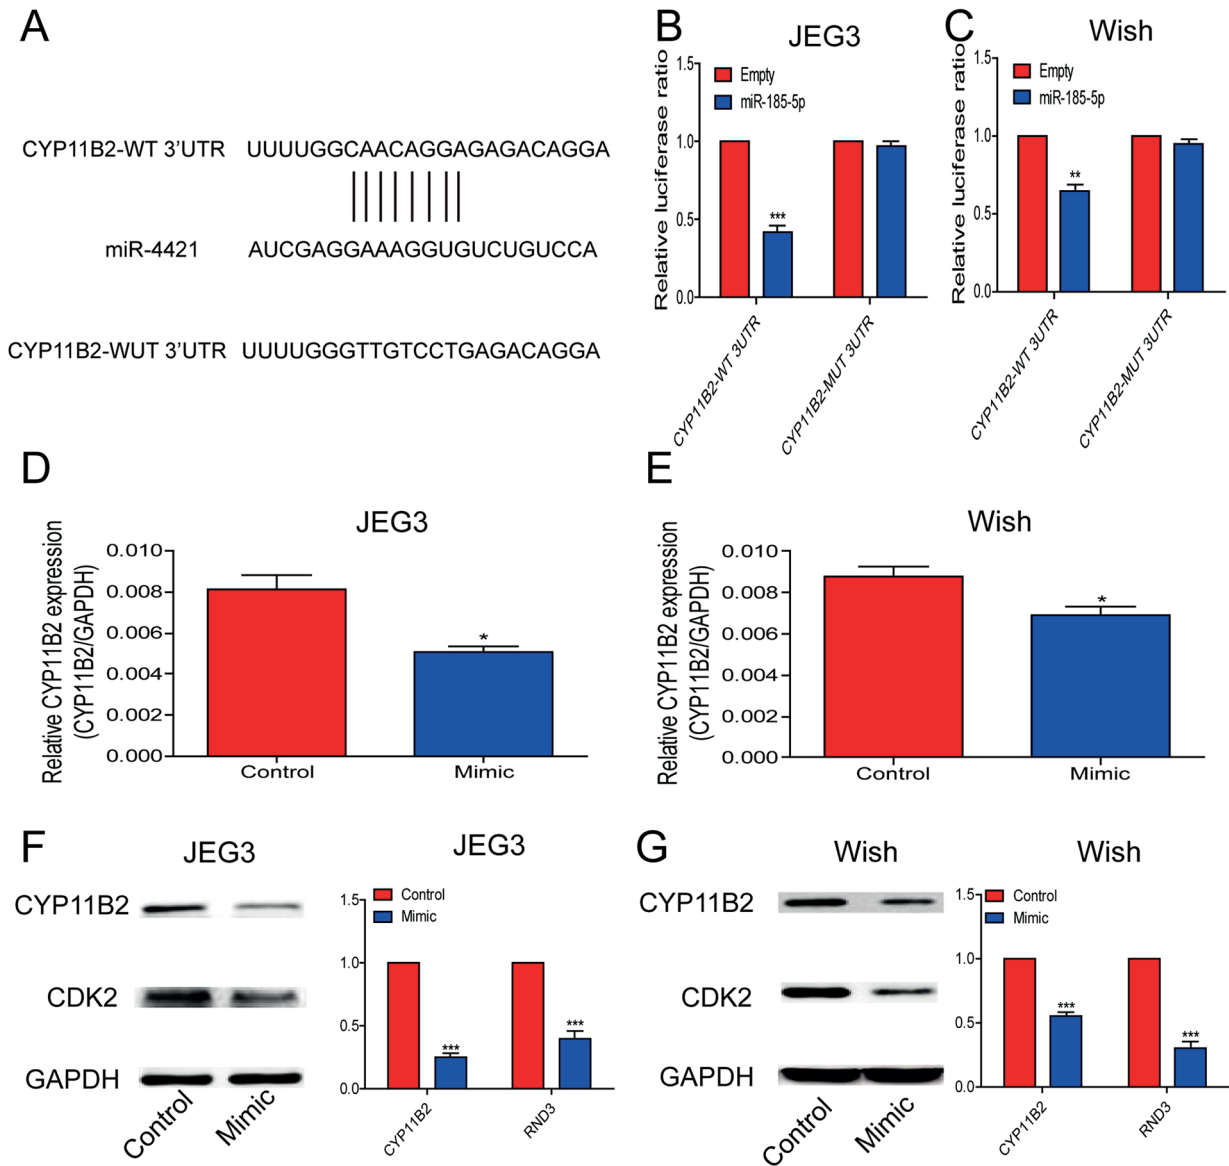 A
CYP11B2-WT 3’UTR UUUUGGCAACAGGAGAGACAGGA
miR-4421 AUCGAGGAAAGGUGUCUGUCCA
CYP11B2-WUT 3’UTR UUUUGGGTTGTCCTGAGACAGGA
B
JEG3
Relative luciferase ratio
1.5
1.0
0.5
0.0
Empty
miR-185-5p
***
CYP11B2-WT 3UTR
CYP11B2-MUT 3UTR
C
Wish
Relative luciferase ratio
1.5
1.0
0.5
0.0
Empty
miR-185-5p
**
CYP11B2-WT 3UTR
CYP11B2-MUT 3UTR
D
JEG3
Relative CYP11B2 expression
(CYP11B2/GAPDH)
0.010
0.008
0.006
0.004
0.002
0.000
*
Control Mimic
E
Wish
Relative CYP11B2 expression
(CYP11B2/GAPDH)
0.010
0.008
0.006
0.004
0.002
0.000
*
Control Mimic
F
JEG3
CYP11B2
CDK2
GAPDH
Control Mimic
JEG3
1.5
1.0
0.5
0.0
Control
Mimic
***
***
CYP11B2
RND3
G
Wish
CYP11B2
CDK2
GAPDH
Control Mimic
Wish
1.5
1.0
0.5
0.0
Control
Mimic
***
***
CYP11B2
RND3